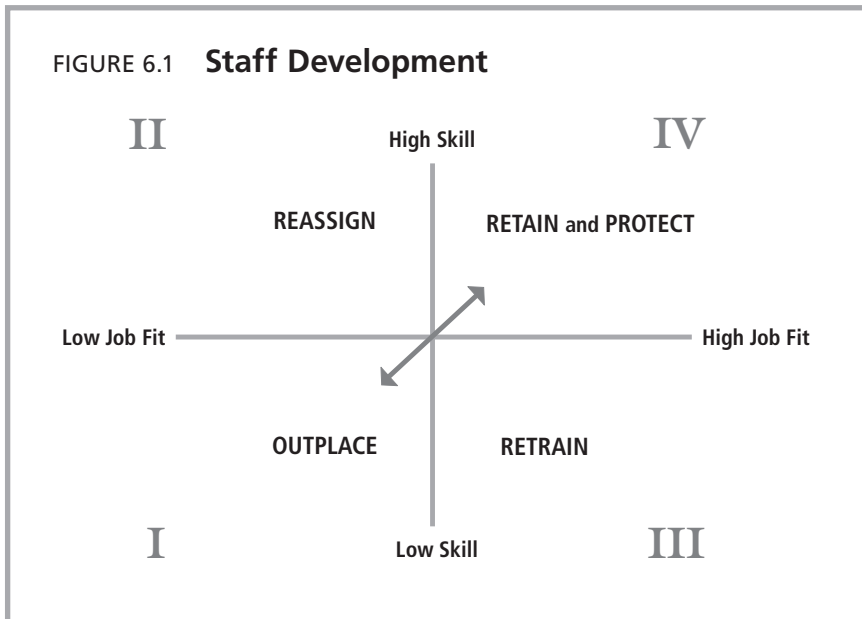 FIGURE 6.1 Staff Development
II
IV
High Skill
REASSIGN
RETAIN and PROTECT
Low Job Fit
High Job Fit
OUTPLACE
RETRAIN
I
III
Low Skill